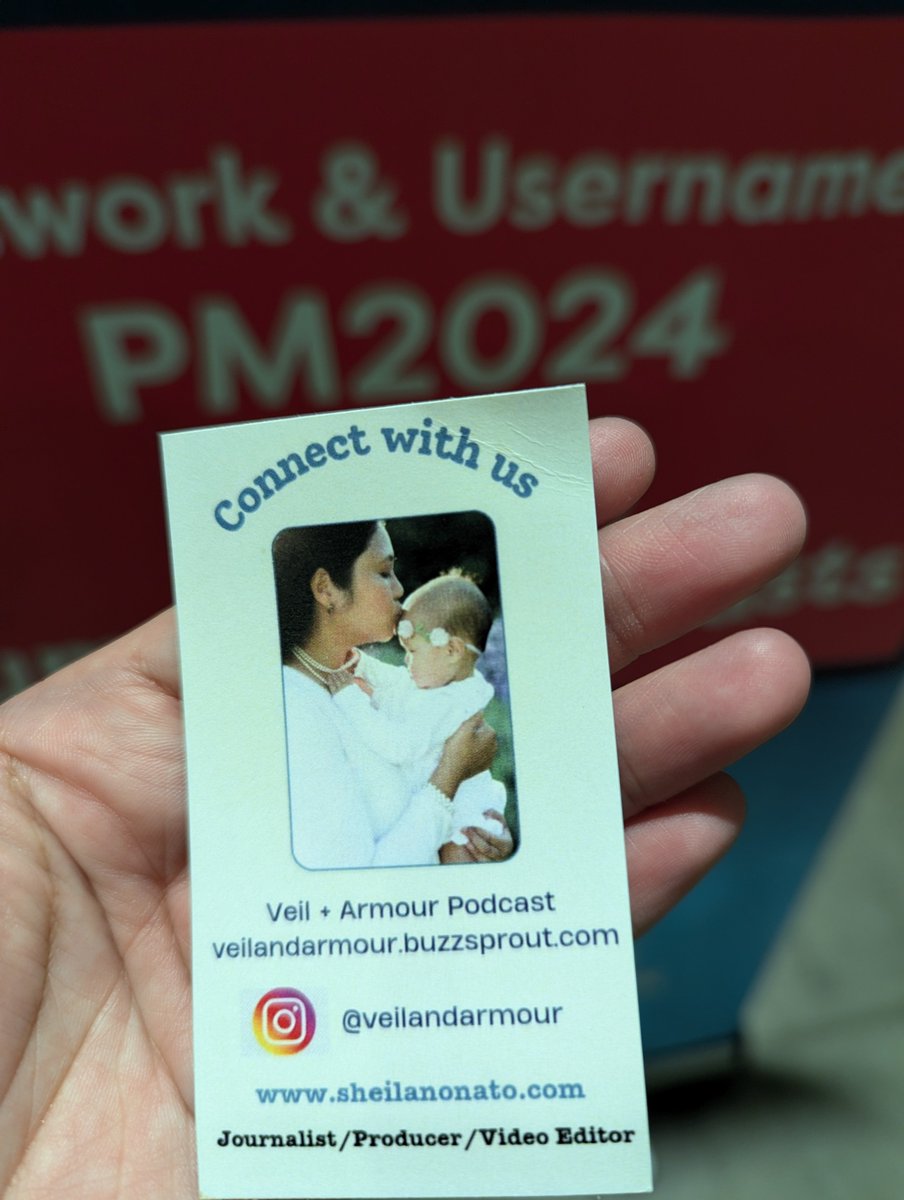 & Username
PM2024
Connect with us
Veil + Armour Podcast
veilandarmour.buzzsprout.com
@veilandarmour
www.sheilanonato.com
Journalist/Producer/Video Editor